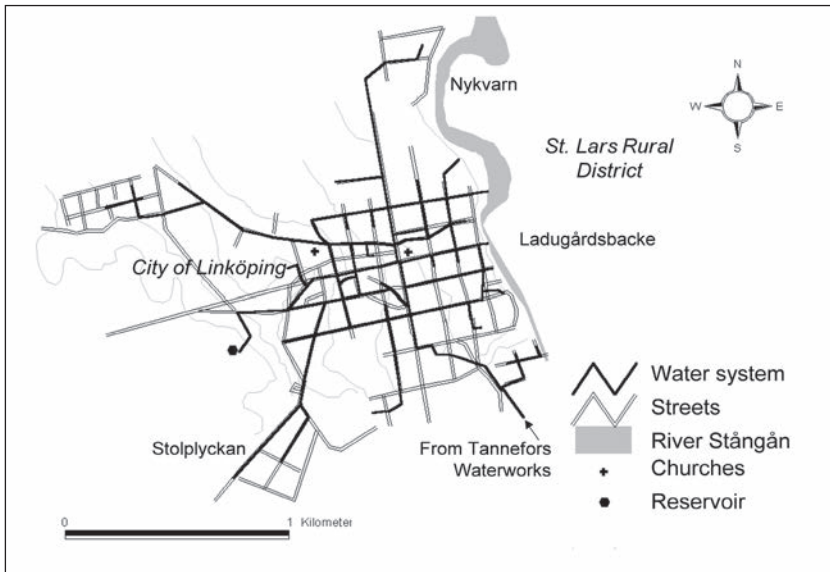 Nykvarn
N
W
E
S
St. Lars Rural
District
Ladugårdsbacke
City of Linköping
Stolplyckan
From Tannefors
Waterworks
Water system
Streets
River Stångån
Churches
Reservoir
0
1 Kilometer